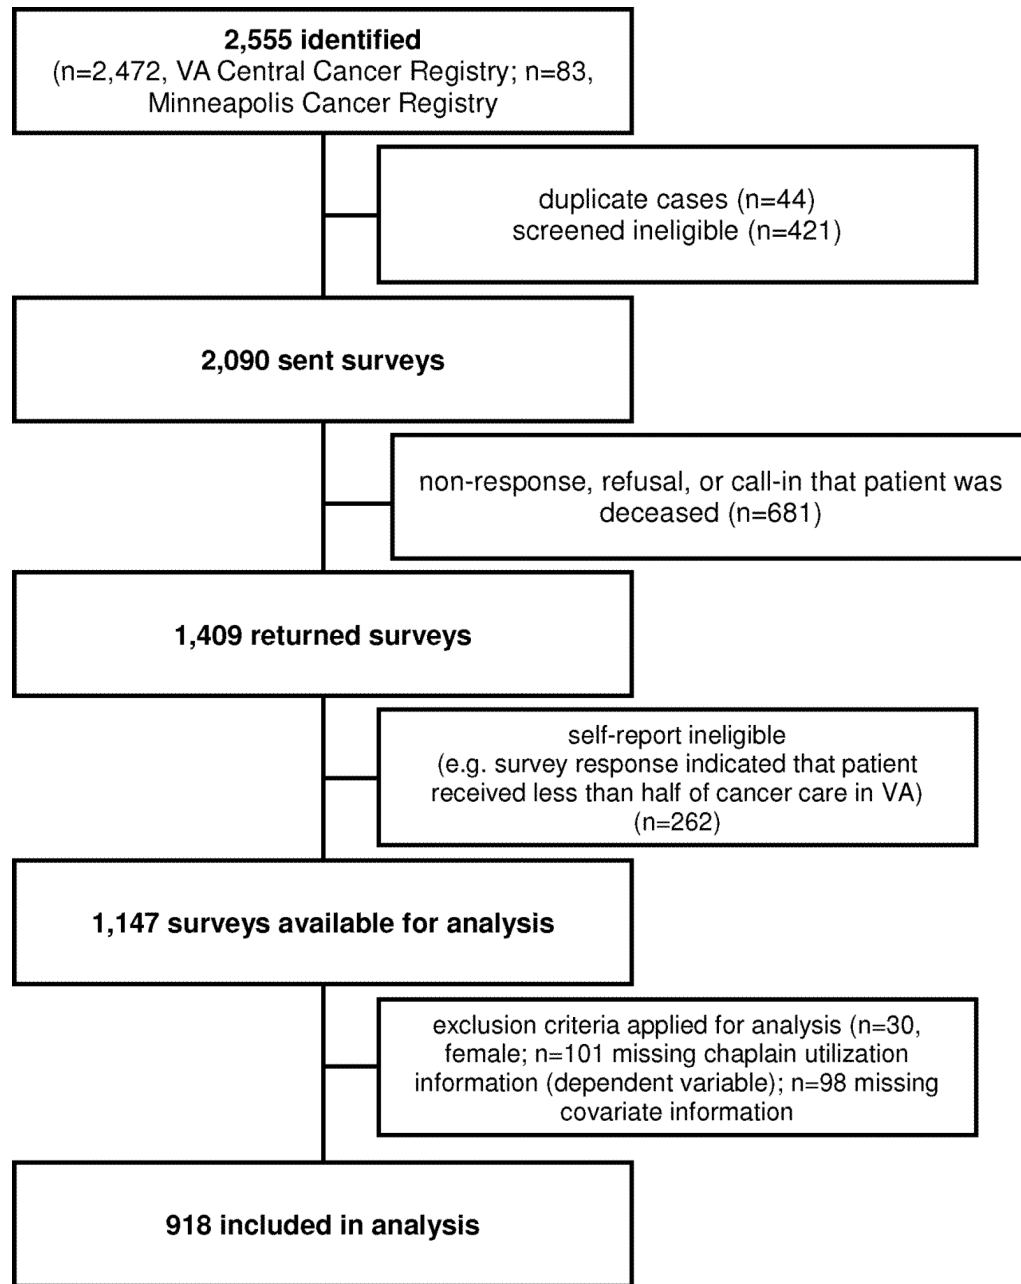 2,555 identified
(n=2,472, VA Central Cancer Registry; n=83,
Minneapolis Cancer Registry
duplicate cases (n=44)
screened ineligible (n=421)
2,090 sent surveys
non-response, refusal, or call-in that patient was
deceased (n=681)
1,409 returned surveys
self-report ineligible
(e.g. survey response indicated that patient
received less than half of cancer care in VA)
(n=262)
1,147 surveys available for analysis
exclusion criteria applied for analysis (n=30,
female; n=101 missing chaplain utilization
information (dependent variable); n=98 missing
covariate information
918 included in analysis